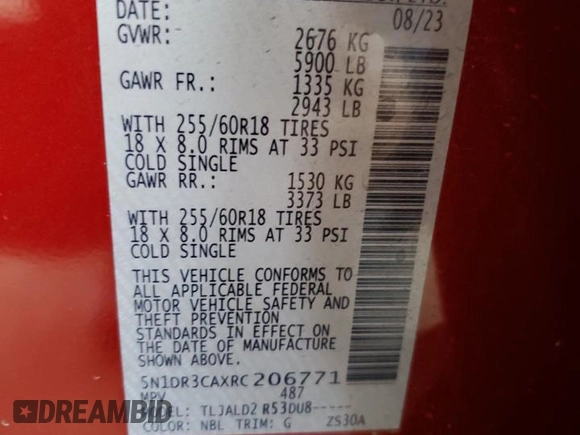 DATE: 08/23
GVWR: 2676 KG
5900 LB
GAWR FR.: 1335 KG
2943 LB
WITH 255/60R18 TIRES
18 X 8.0 RIMS AT 33 PSI
COLD SINGLE
GAWR RR.: 1530 KG
3373 LB
WITH 255/60R18 TIRES
18 X 8.0 RIMS AT 33 PSI
COLD SINGLE
THIS VEHICLE CONFORMS TO
ALL APPLICABLE FEDERAL
MOTOR VEHICLE SAFETY AND
THEFT PREVENTION
STANDARDS IN EFFECT ON
THE DATE OF MANUFACTURE
SHOWN ABOVE.
5N1DR3CAXRC206771
MPV 487
MODEL: TLJALD2 R53DU8-----
COLOR: NBL TRIM: G ZS30A
DREAMBID
.COM